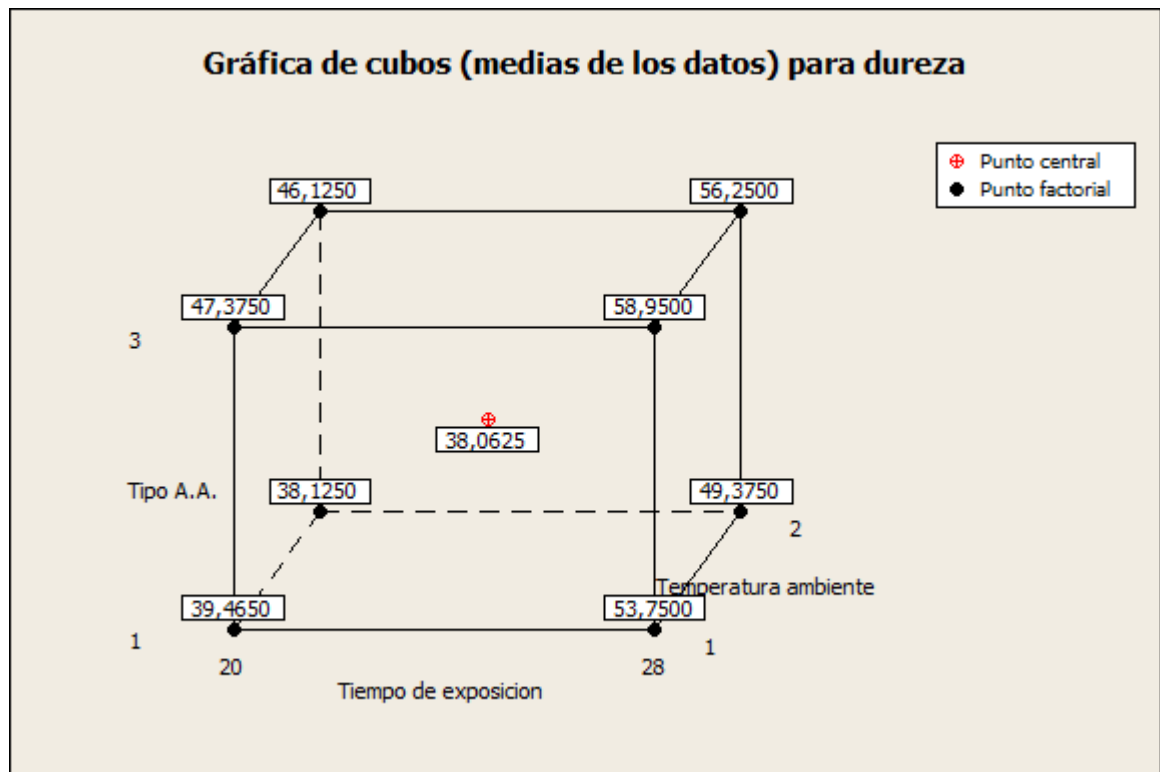 Gráfica de cubos (medias de los datos) para dureza
Punto central
Punto factorial
46,1250
56,2500
47,3750
58,9500
3
38,0625
Tipo A.A.
38,1250
49,3750
2
Temperatura ambiente
39,4650
53,7500
1
1
20
28
Tiempo de exposicion